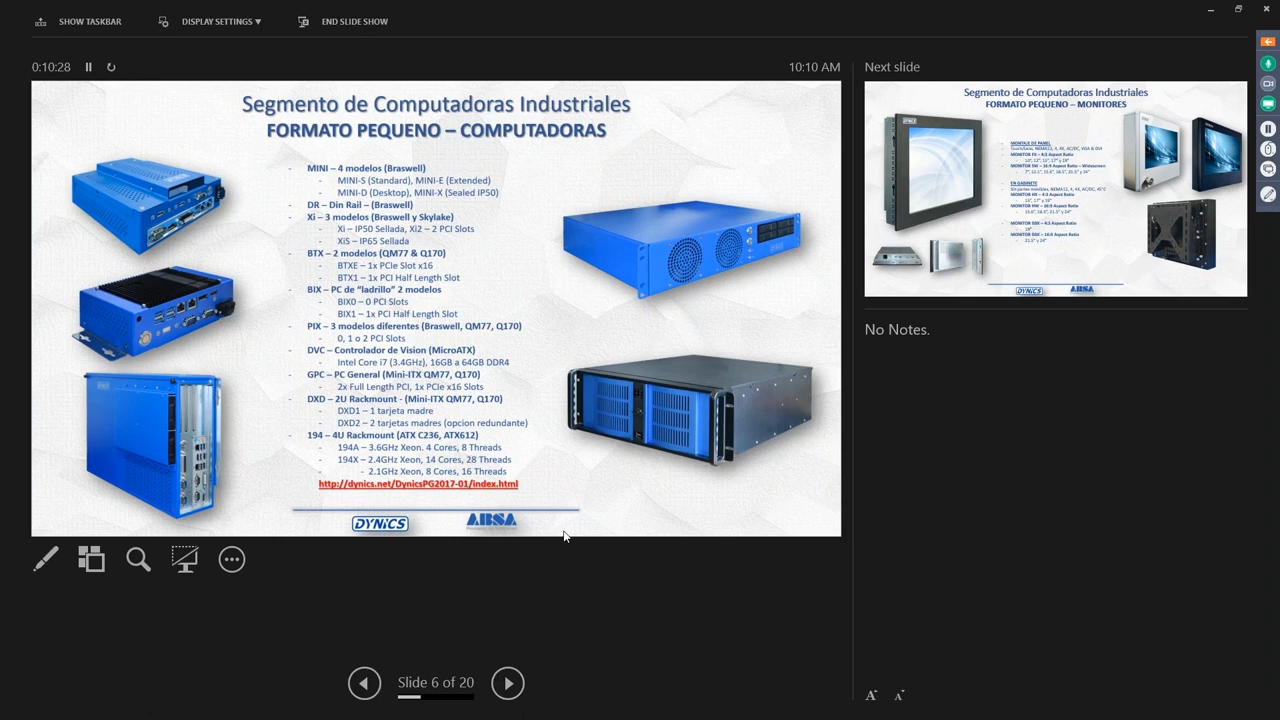 SHOW TASKBAR
DISPLAY SETTINGS ▼
END SLIDE SHOW
0:10:28
10:10 AM
Segmento de Computadoras Industriales
FORMATO PEQUENO – COMPUTADORAS
- MINI – 4 modelos (Braswell)
- MINI-S (Standard), MINI-E (Extended)
- MINI-D (Desktop), MINI-X (Sealed IP50)
- DR – Din Rail – (Braswell)
- Xi – 3 modelos (Braswell y Skylake)
- Xi – IP50 Sellada, Xi2 – 2 PCI Slots
- XiS – IP65 Sellada
- BTX – 2 modelos (QM77 & Q170)
- BTXE – 1x PCIe Slot x16
- BTX1 – 1x PCI Half Length Slot
- BIX – PC de “ladrillo” 2 modelos
- BIX0 – 0 PCI Slots
- BIX1 – 1x PCI Half Length Slot
- PIX – 3 modelos diferentes (Braswell, QM77, Q170)
- 0, 1 o 2 PCI Slots
- DVC – Controlador de Vision (MicroATX)
- Intel Core i7 (3.4GHz), 16GB a 64GB DDR4
- GPC – PC General (Mini-ITX QM77, Q170)
- 2x Full Length PCI, 1x PCIe x16 Slots
- DXD – 2U Rackmount - (Mini-ITX QM77, Q170)
- DXD1 – 1 tarjeta madre
- DXD2 – 2 tarjetas madres (opcion redundante)
- 194 – 4U Rackmount (ATX C236, ATX612)
- 194A – 3.6GHz Xeon. 4 Cores, 8 Threads
- 194X – 2.4GHz Xeon, 14 Cores, 28 Threads
- - 2.1GHz Xeon, 8 Cores, 16 Threads
http://dynics.net/DynicsPG2017-01/index.html
DYNICS
ABSA
Slide 6 of 20
Next slide
Segmento de Computadoras Industriales
FORMATO PEQUENO – MONITORES
DYNICS
- MONTAJE DE PANEL
- EN GABINETE
DYNICS
ABSA
No Notes.
A
A